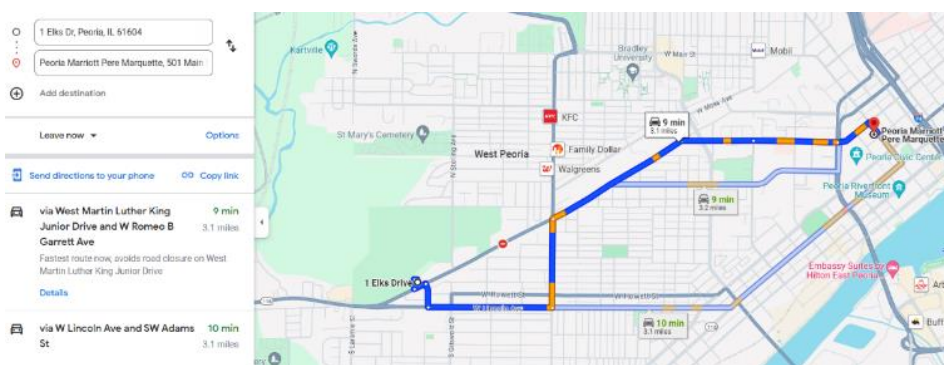 1 Elks Dr, Peoria, IL 61604
Peoria Marriott Pere Marquette, 501 Main
Add destination
Leave now
Options
Send directions to your phone
Copy link
via West Martin Luther King
Junior Drive and W Romeo B
Garrett Ave
9 min
3.1 miles
Fastest route now, avoids road closure on West
Martin Luther King Junior Drive
Details
via W Lincoln Ave and SW Adams
St
10 min
3.1 miles
N Sterling Ave
Bradley
University
W Main St
Mobil
W Moss Ave
KFC
9 min
3.1 miles
St Mary's Cemetery
West Peoria
Family Dollar
Walgreens
Peoria Marriott
Pere Marquette
Peoria Civic Center
Peoria Riverfront
Museum
9 min
3.2 miles
1 Elks Drive
Embassy Suites by
Hilton East Peoria
W Howett St
W Howett St
10 min
3.1 miles
116
116